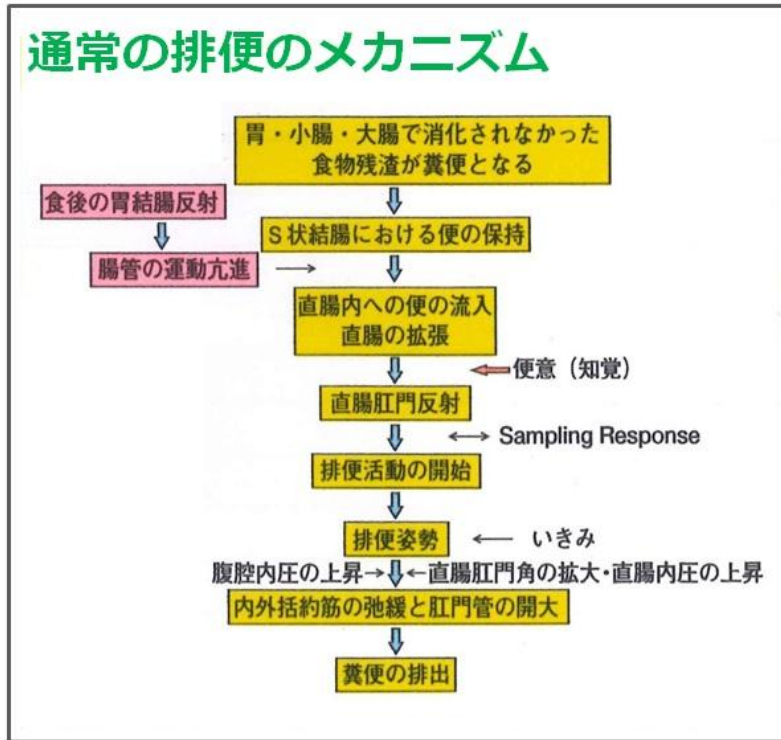 通常の排便のメカニズム
胃・小腸・大腸で消化されなかった
食物残渣が糞便となる
食後の胃結腸反射
S状結腸における便の保持
腸管の運動亢進 →
直腸内への便の流入
直腸の拡張
便意（知覚）
直腸肛門反射
↔ Sampling Response
排便活動の開始
排便姿勢 ← いきみ
腹腔内圧の上昇→ ←直腸肛門角の拡大・直腸内圧の上昇
内外括約筋の弛緩と肛門管の開大
糞便の排出